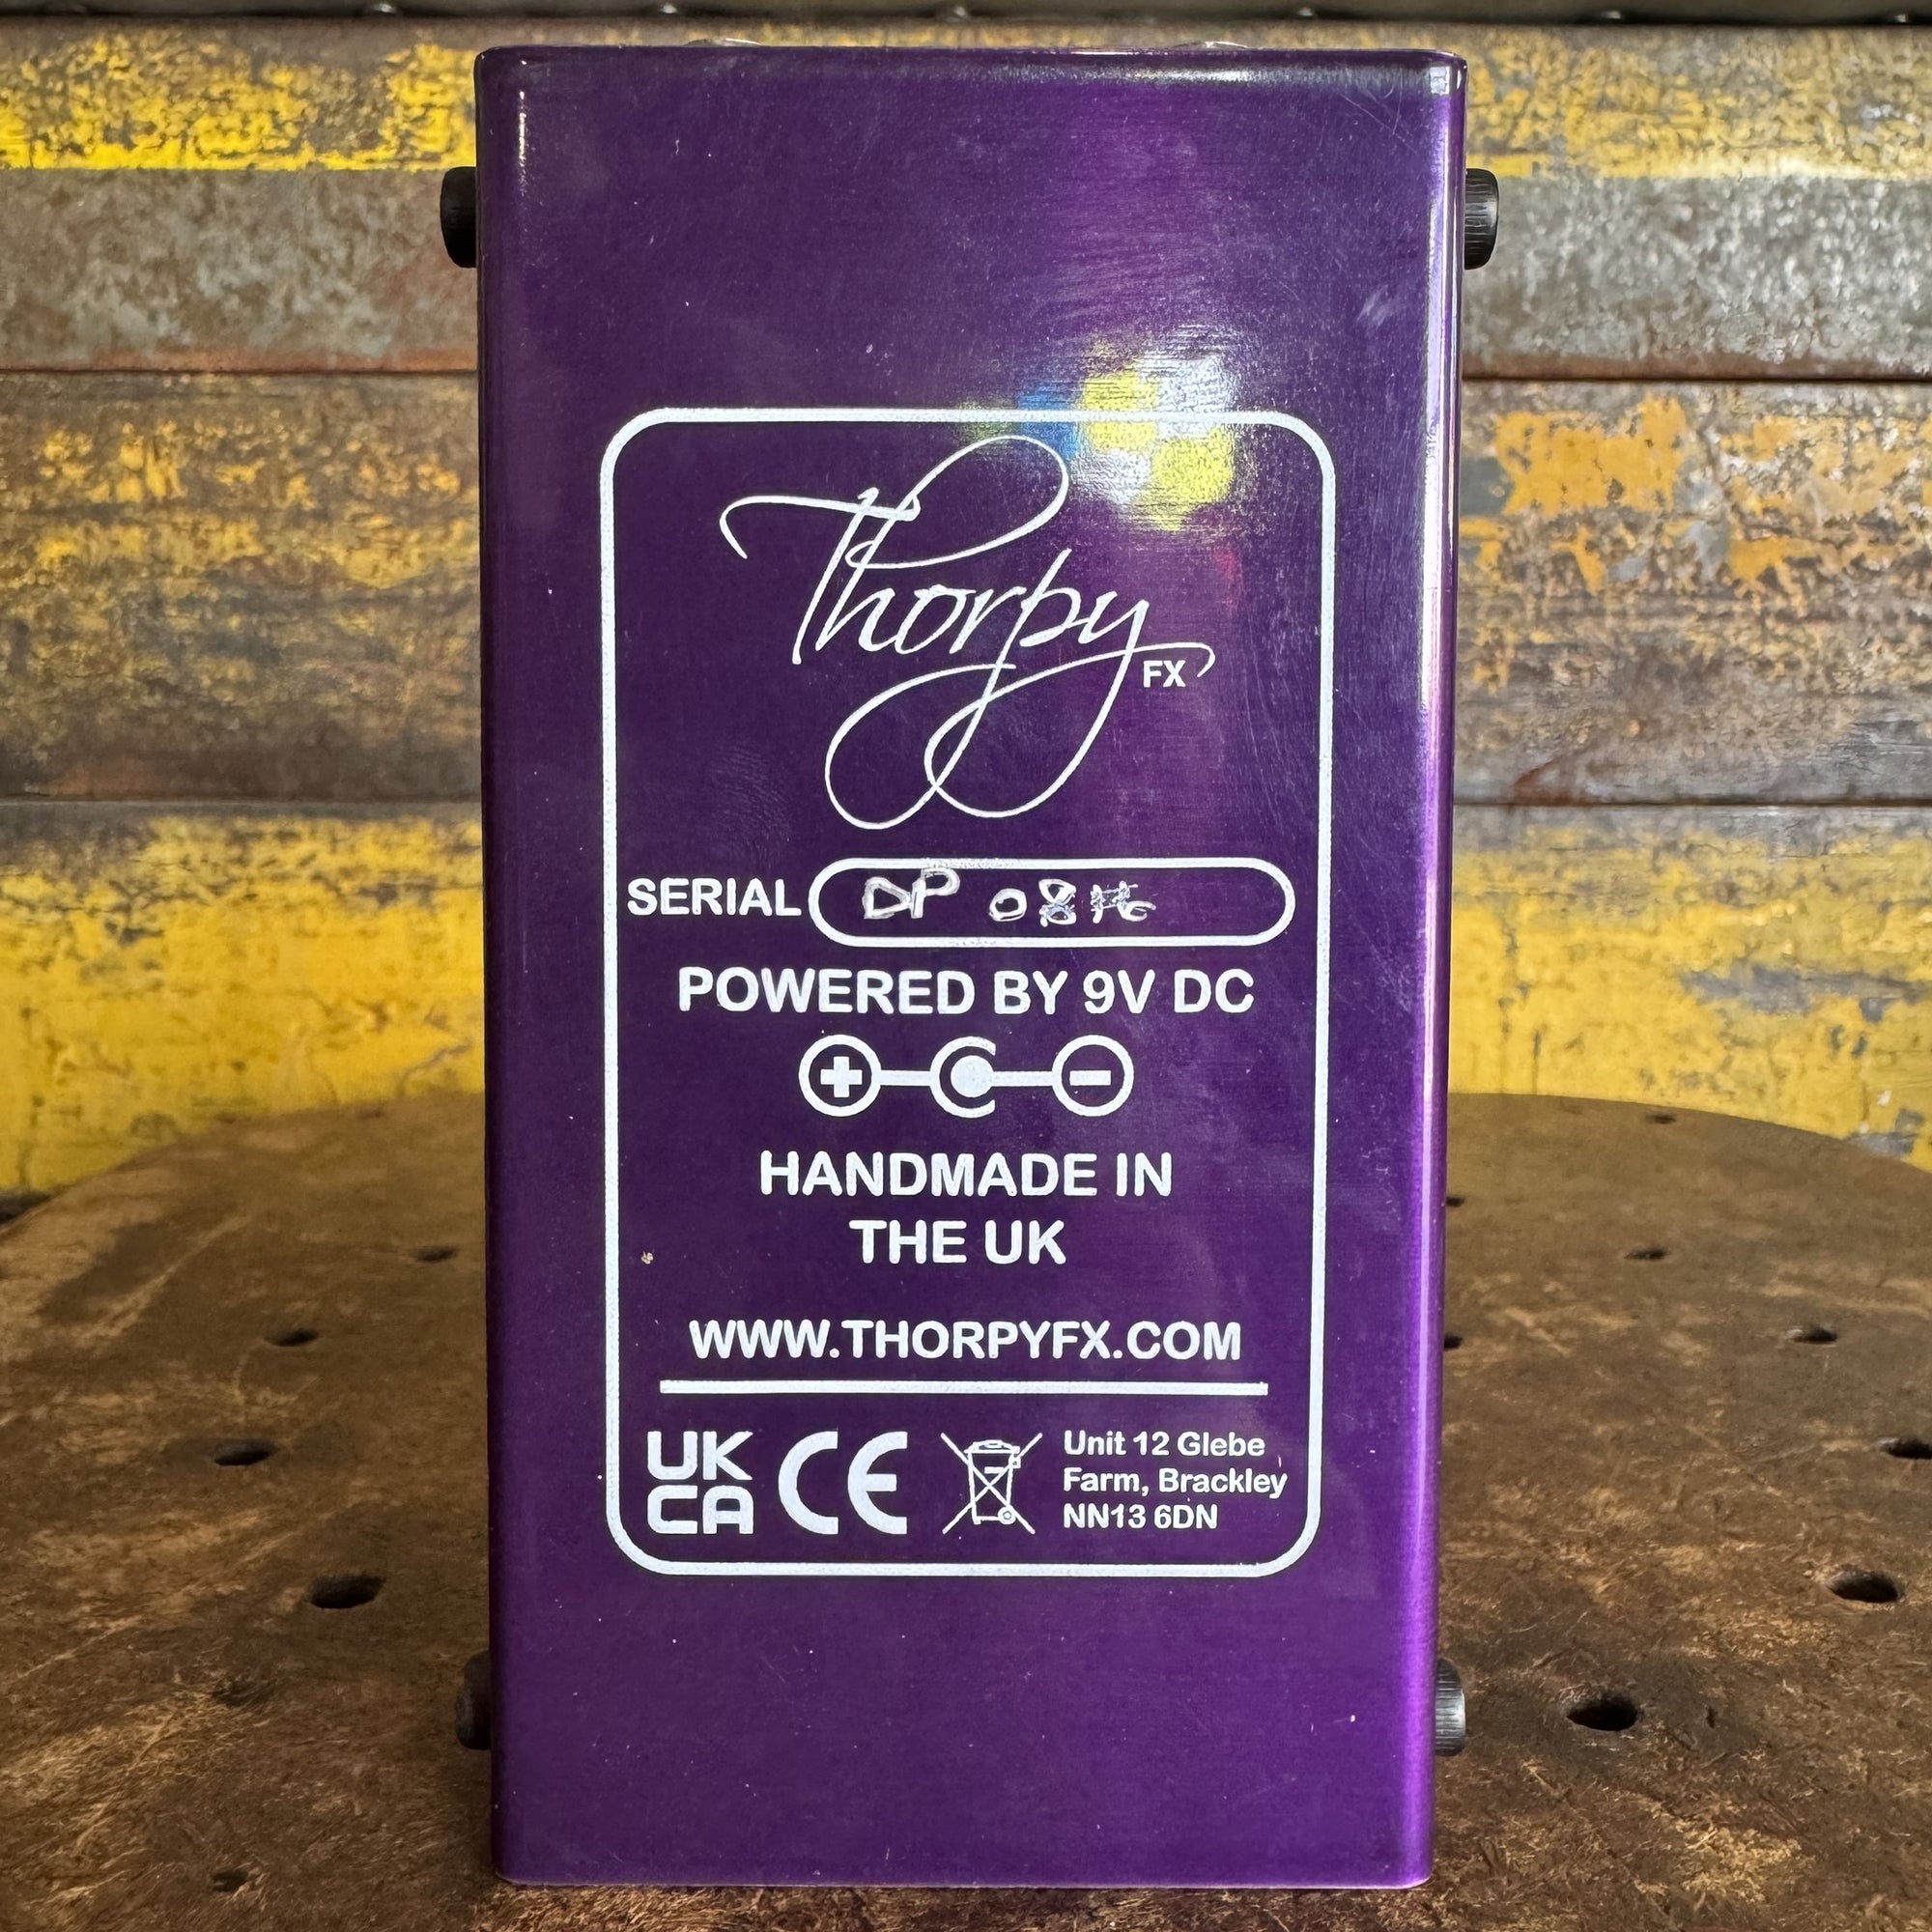 Thorpy
FX
SERIAL DP
POWERED BY 9V DC
HANDMADE IN
THE UK
WWW.THORPYFX.COM
UK
CA
CE
Unit 12 Glebe
Farm, Brackley
NN13 6DN